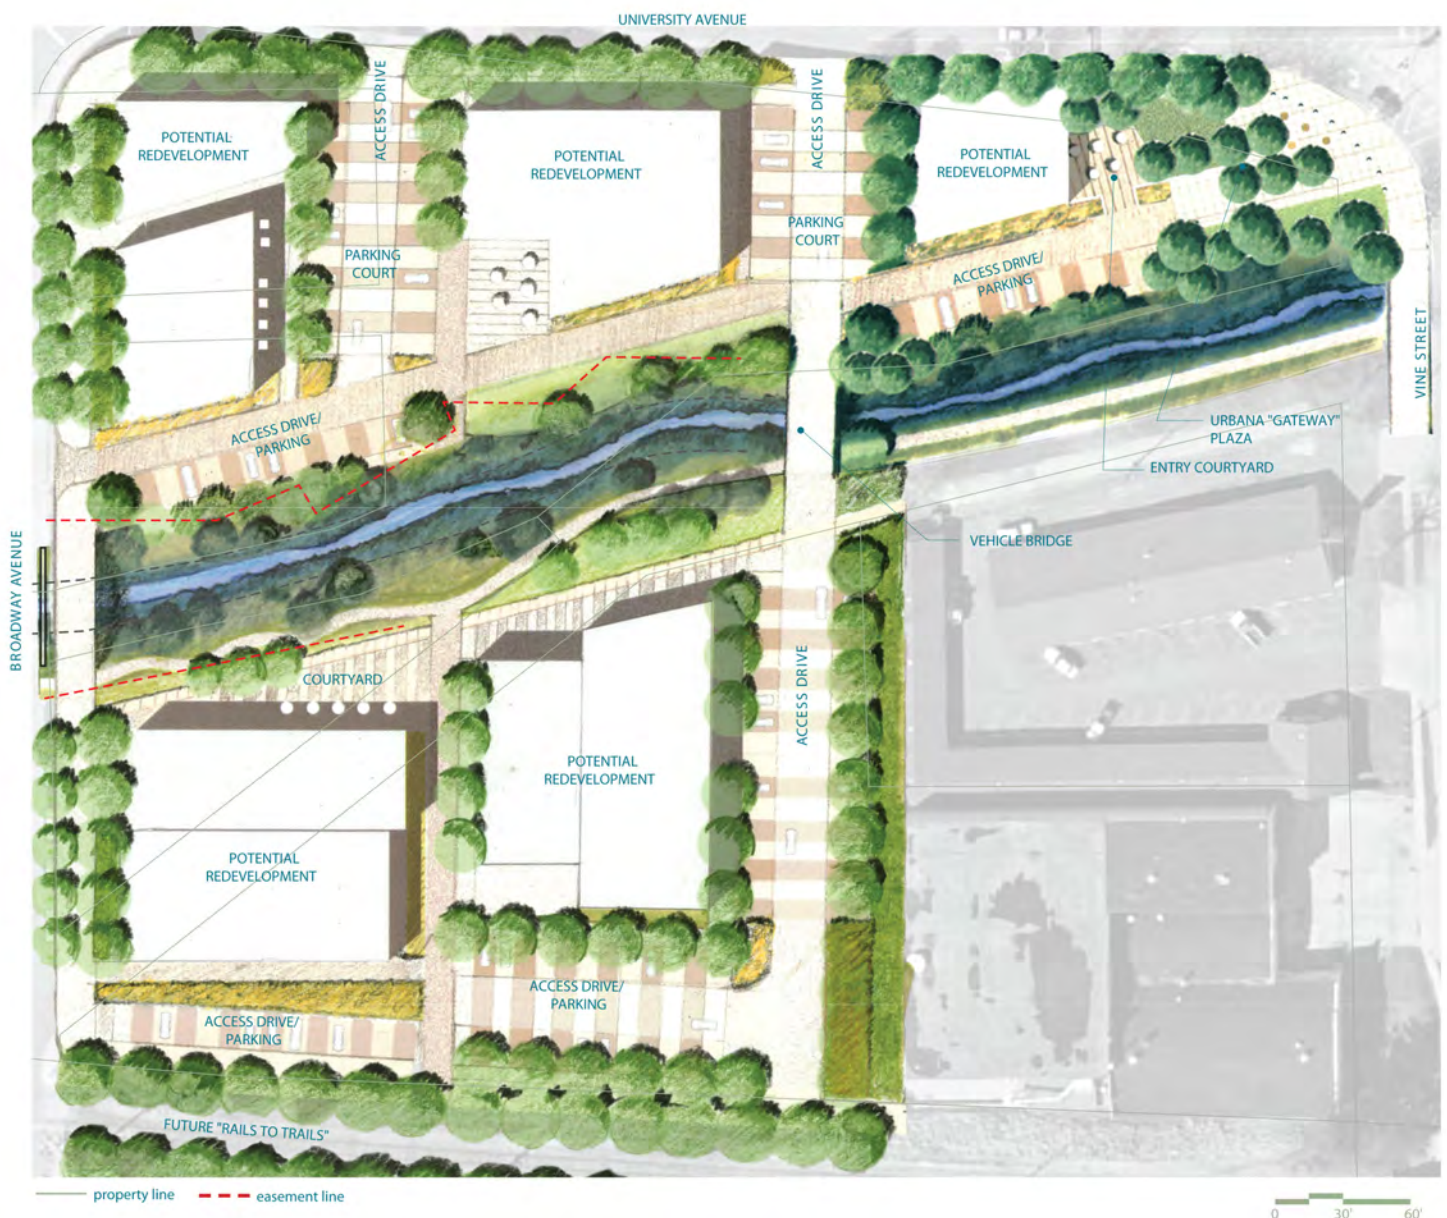 UNIVERSITY AVENUE
POTENTIAL
REDEVELOPMENT
ACCESS DRIVE
POTENTIAL
REDEVELOPMENT
ACCESS DRIVE
POTENTIAL
REDEVELOPMENT
PARKING
COURT
PARKING
COURT
ACCESS DRIVE/
PARKING
VINE STREET
ACCESS DRIVE/
PARKING
URBANA "GATEWAY"
PLAZA
ENTRY COURTYARD
VEHICLE BRIDGE
BROADWAY AVENUE
COURTYARD
ACCESS DRIVE
POTENTIAL
REDEVELOPMENT
POTENTIAL
REDEVELOPMENT
ACCESS DRIVE/
PARKING
ACCESS DRIVE/
PARKING
FUTURE "RAILS TO TRAILS"
property line
easement line
0 30' 60'